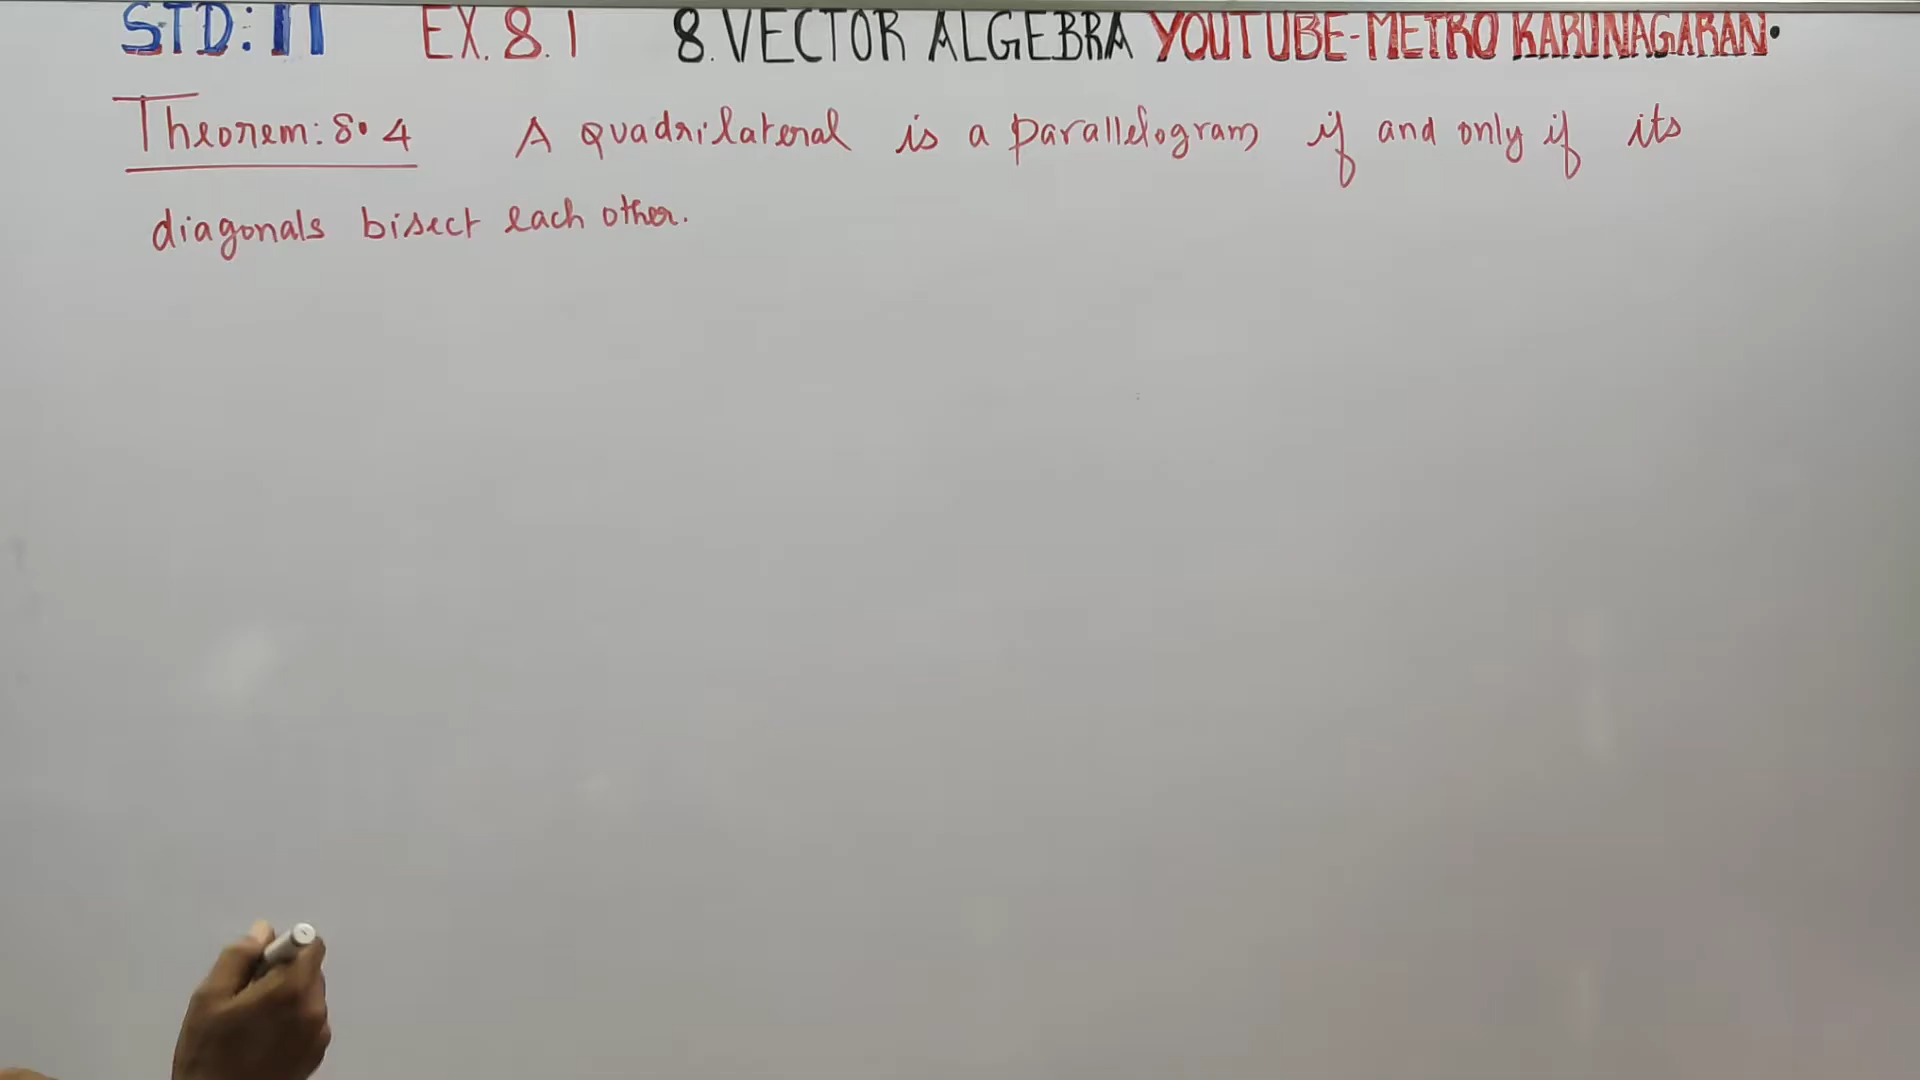 STD: 11 EX. 8.1 8. VECTOR ALGEBRA YOUTUBE-METRO KARUNAGARAN.
Theorem: 8.4 A quadrilateral is a parallelogram if and only if its
diagonals bisect each other.